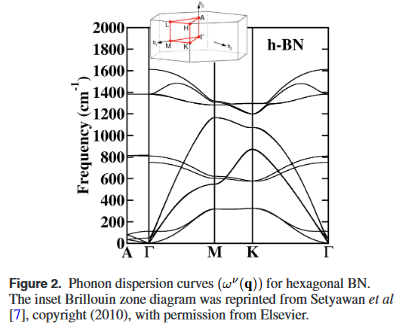 2000
1800
1600
1400
1200
1000
800
600
400
200
0
Frequency (cm⁻¹)
h-BN
A
L
H
M
K
Γ
A Γ M K Γ
Figure 2. Phonon dispersion curves (ω^ν(q)) for hexagonal BN.
The inset Brillouin zone diagram was reprinted from Setyawan et al
[7], copyright (2010), with permission from Elsevier.